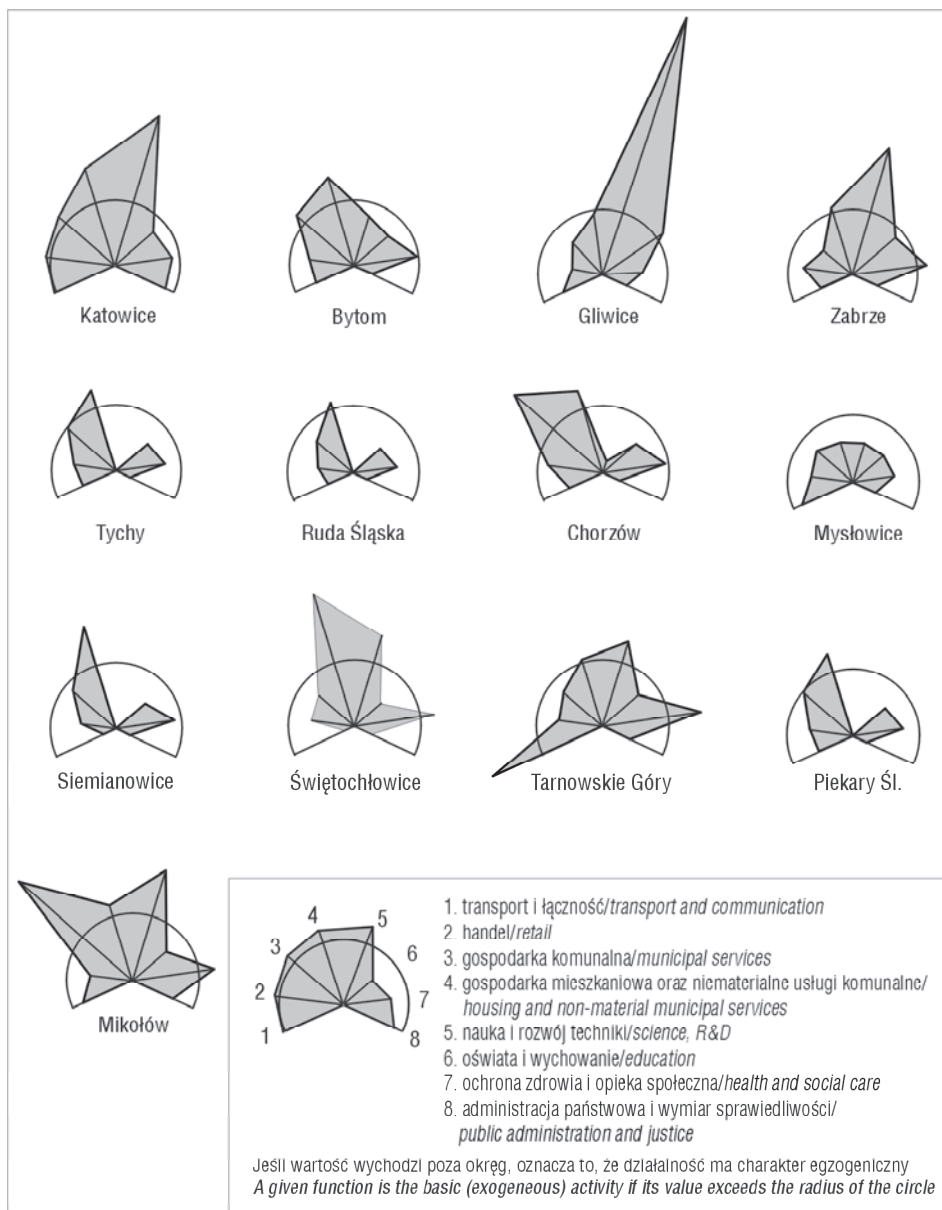 Katowice
Bytom
Gliwice
Zabrze
Tychy
Ruda Śląska
Chorzów
Mysłowice
Siemianowice
Świętochłowice
Tarnowskie Góry
Piekary Śl.
Mikołów
1
2
3
4
5
6
7
8
1. transport i łączność/transport and communication
2. handel/retail
3. gospodarka komunalna/municipal services
4. gospodarka mieszkaniowa oraz niematerialne usługi komunalne/
housing and non-material municipal services
5. nauka i rozwój techniki/science, R&D
6. oświata i wychowanie/education
7. ochrona zdrowia i opieka społeczna/health and social care
8. administracja państwowa i wymiar sprawiedliwości/
public administration and justice
Jeśli wartość wychodzi poza okręg, oznacza to, że działalność ma charakter egzogeniczny
A given function is the basic (exogeneous) activity if its value exceeds the radius of the circle